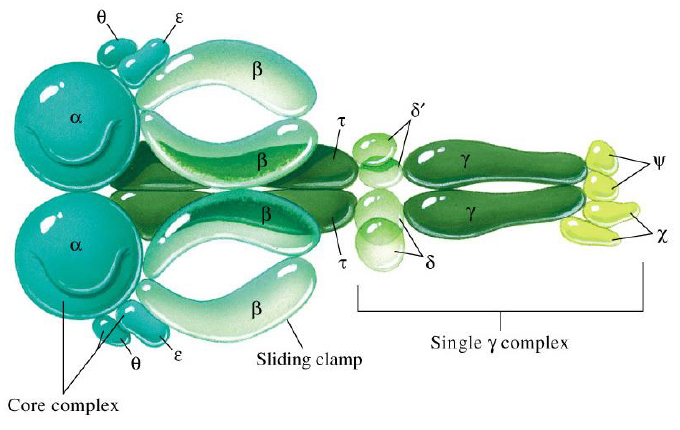 θ
ε
β
δ′
τ
α
γ
ψ
β
β
γ
α
χ
τ
δ
β
Single γ complex
ε
Sliding clamp
θ
Core complex